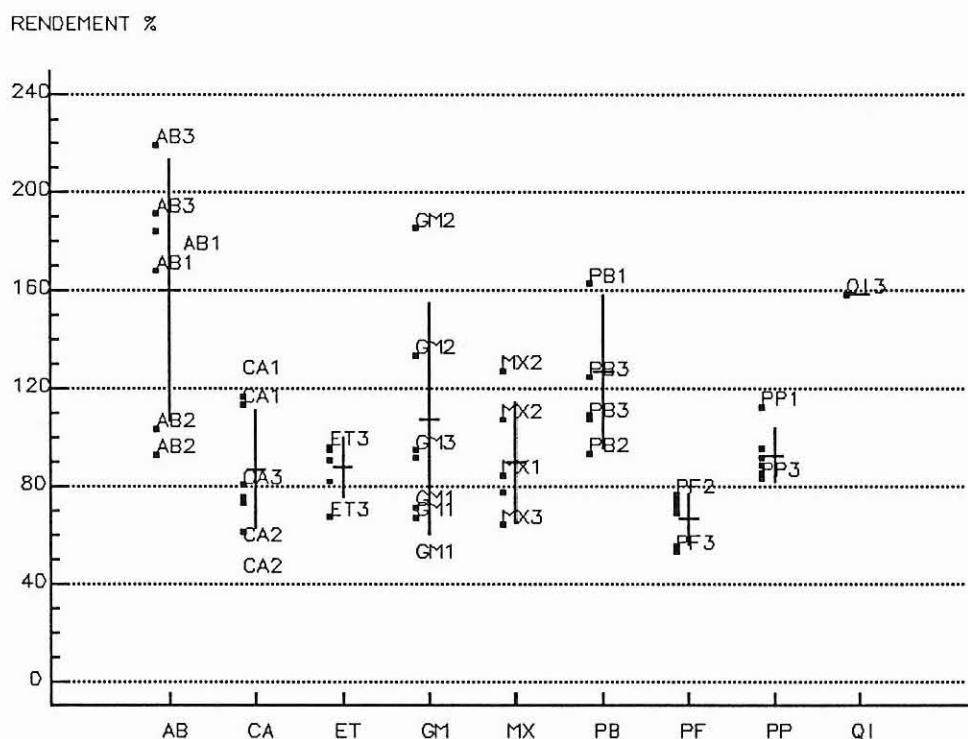 RENDEMENT %
240
AB3
200
AB3
GM2
AB1
AB1
160
PB1
QI3
GM2
CA1
MX2
PB3
120
CA1
MX2
PB3
PP1
AB2
AB2
ET3
GM3
PB2
CA3
MX1
PP3
80
PF2
GM1
ET3
GM1
MX3
CA2
GM1
PF3
CA2
40
0
AB CA ET GM MX PB PF PP QI